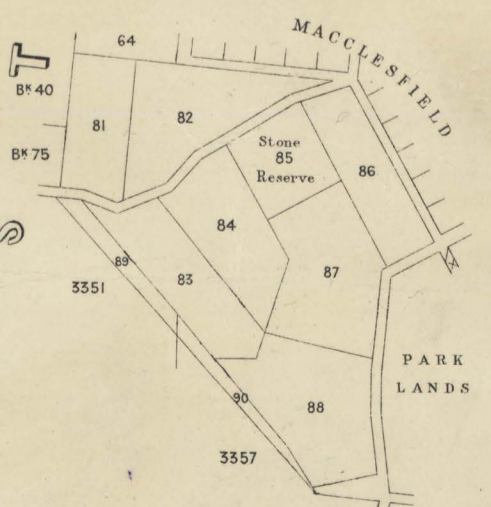 64
MACCLESFIELD
T
Bᴷ 40
82
81
Stone
85
Reserve
86
Bᴷ 75
84
S
89
83
87
3351
PARK
LANDS
90
88
3357